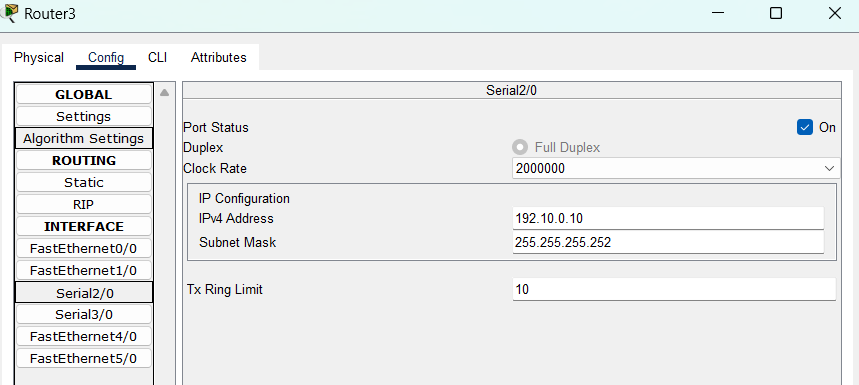 Router3
Physical Config CLI Attributes
GLOBAL
Settings
Algorithm Settings
ROUTING
Static
RIP
INTERFACE
FastEthernet0/0
FastEthernet1/0
Serial2/0
Serial3/0
FastEthernet4/0
FastEthernet5/0
Serial2/0
Port Status On
Duplex Full Duplex
Clock Rate 2000000
IP Configuration
IPv4 Address 192.10.0.10
Subnet Mask 255.255.255.252
Tx Ring Limit 10